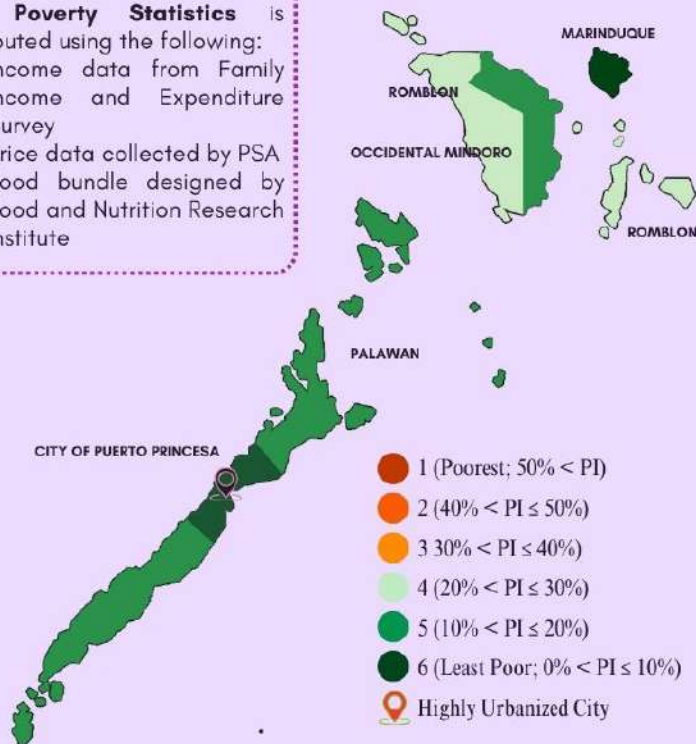 Poverty Statistics is
outed using the following:
ncome data from Family
ncome and Expenditure
urvey
rice data collected by PSA
ood bundle designed by
ood and Nutrition Research
nstitute
MARINDUQUE
ROMBLON
OCCIDENTAL MINDORO
ROMBLON
PALAWAN
CITY OF PUERTO PRINCESA
1 (Poorest; 50% < PI)
2 (40% < PI ≤ 50%)
3 30% < PI ≤ 40%)
4 (20% < PI ≤ 30%)
5 (10% < PI ≤ 20%)
6 (Least Poor; 0% < PI ≤ 10%)
Highly Urbanized City